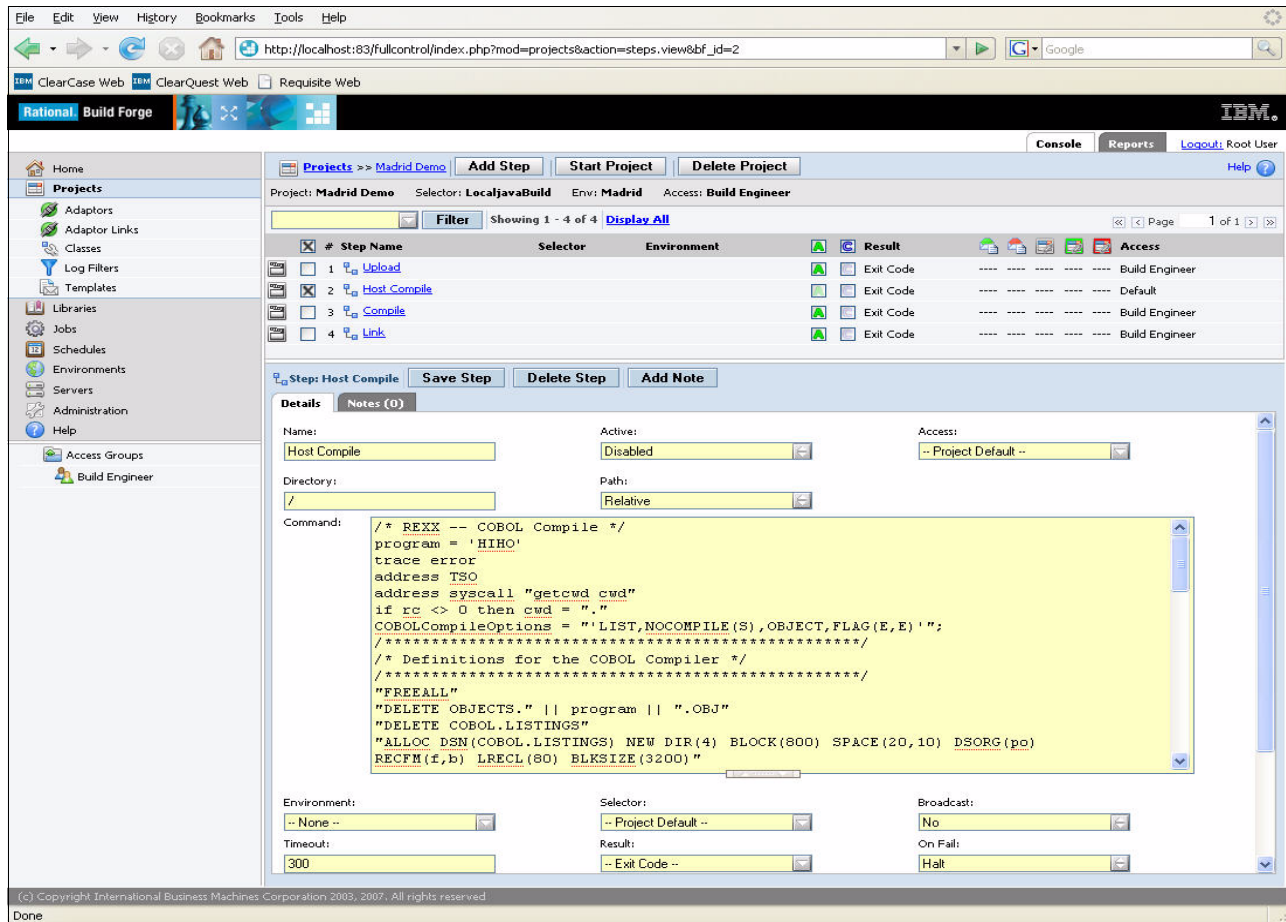 File Edit View History Bookmarks Tools Help
http://localhost:83/fullcontrol/index.php?mod=projects&action=steps.view&bf_id=2
G Google
IBM ClearCase Web IBM ClearQuest Web Requisite Web
Rational. Build Forge IBM.
Console Reports Logout: Root User
Home
Projects
Adaptors
Adaptor Links
Classes
Log Filters
Templates
Libraries
Jobs
12 Schedules
Environments
Servers
Administration
Help
Access Groups
Build Engineer
Projects >> Madrid Demo Add Step Start Project Delete Project Help ?
Project: Madrid Demo Selector: LocaljavaBuild Env: Madrid Access: Build Engineer
Filter Showing 1 - 4 of 4 Display All Page 1 of 1
X # Step Name Selector Environment A C Result Access
1 Upload A C Exit Code ---- ---- ---- ---- ---- Build Engineer
X 2 Host Compile A C Exit Code ---- ---- ---- ---- ---- Default
3 Compile A C Exit Code ---- ---- ---- ---- ---- Build Engineer
4 Link A C Exit Code ---- ---- ---- ---- ---- Build Engineer
Step: Host Compile Save Step Delete Step Add Note
Details Notes (0)
Name: Active: Access:
Host Compile Disabled -- Project Default --
Directory: Path:
/ Relative
Command:
/* REXX -- COBOL Compile */
program = 'HIHO'
trace error
address TSO
address syscall "getcwd cwd"
if rc <> 0 then cwd = "."
COBOLCompileOptions = "'LIST,NOCOMPILE(S),OBJECT,FLAG(E,E)'";
/****************************************************/
/* Definitions for the COBOL Compiler */
/****************************************************/
"FREEALL"
"DELETE OBJECTS." || program || ".OBJ"
"DELETE COBOL.LISTINGS"
"ALLOC DSN(COBOL.LISTINGS) NEW DIR(4) BLOCK(800) SPACE(20,10) DSORG(po)
RECFM(f,b) LRECL(80) BLKSIZE(3200)"
Environment: Selector: Broadcast:
-- None -- -- Project Default -- No
Timeout: Result: On Fail:
300 -- Exit Code -- Halt
(c) Copyright International Business Machines Corporation 2003, 2007. All rights reserved
Done